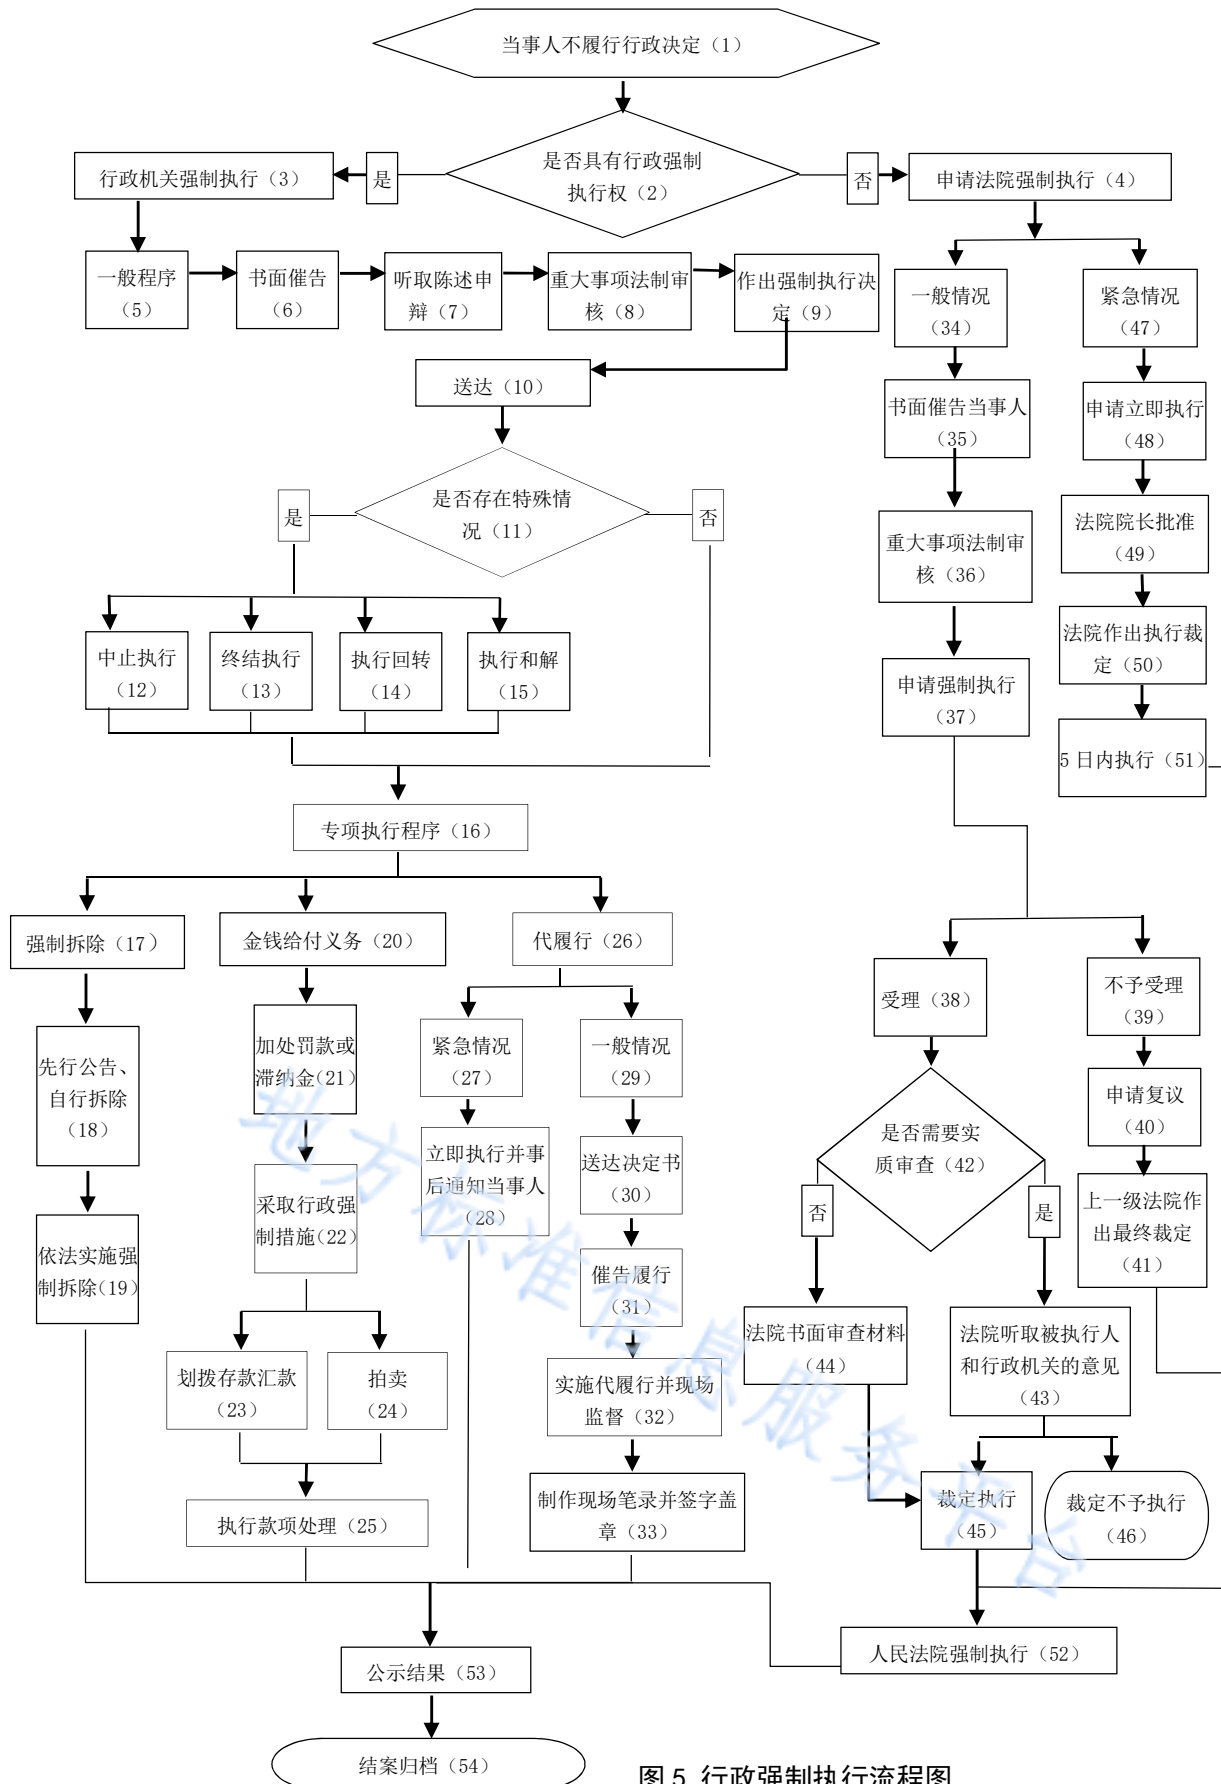 当事人不履行行政决定（1）
是否具有行政强制
执行权（2）
是
否
行政机关强制执行（3）
申请法院强制执行（4）
一般程序
（5）
书面催告
（6）
听取陈述申
辩（7）
重大事项法制审
核（8）
作出强制执行决
定（9）
一般情况
（34）
紧急情况
（47）
送达（10）
书面催告当事人
（35）
申请立即执行
（48）
是否存在特殊情
况（11）
是
否
重大事项法制审
核（36）
法院院长批准
（49）
中止执行
（12）
终结执行
（13）
执行回转
（14）
执行和解
（15）
申请强制执行
（37）
法院作出执行裁
定（50）
5 日内执行（51）
专项执行程序（16）
强制拆除（17）
金钱给付义务（20）
代履行（26）
受理（38）
不予受理
（39）
先行公告、
自行拆除
（18）
加处罚款或
滞纳金(21)
紧急情况
（27）
一般情况
（29）
是否需要实
质审查（42）
申请复议
（40）
立即执行并事
后通知当事人
（28）
送达决定书
（30）
采取行政强
制措施(22)
否
是
上一级法院作
出最终裁定
（41）
依法实施强
制拆除(19)
催告履行
（31）
法院书面审查材料
（44）
法院听取被执行人
和行政机关的意见
（43）
划拨存款汇款
（23）
拍卖
（24）
实施代履行并现场
监督（32）
执行款项处理（25）
制作现场笔录并签字盖
章（33）
裁定执行
（45）
裁定不予执行
（46）
人民法院强制执行（52）
公示结果（53）
结案归档（54）
图 5 行政强制执行流程图
地方标准信息服务平台